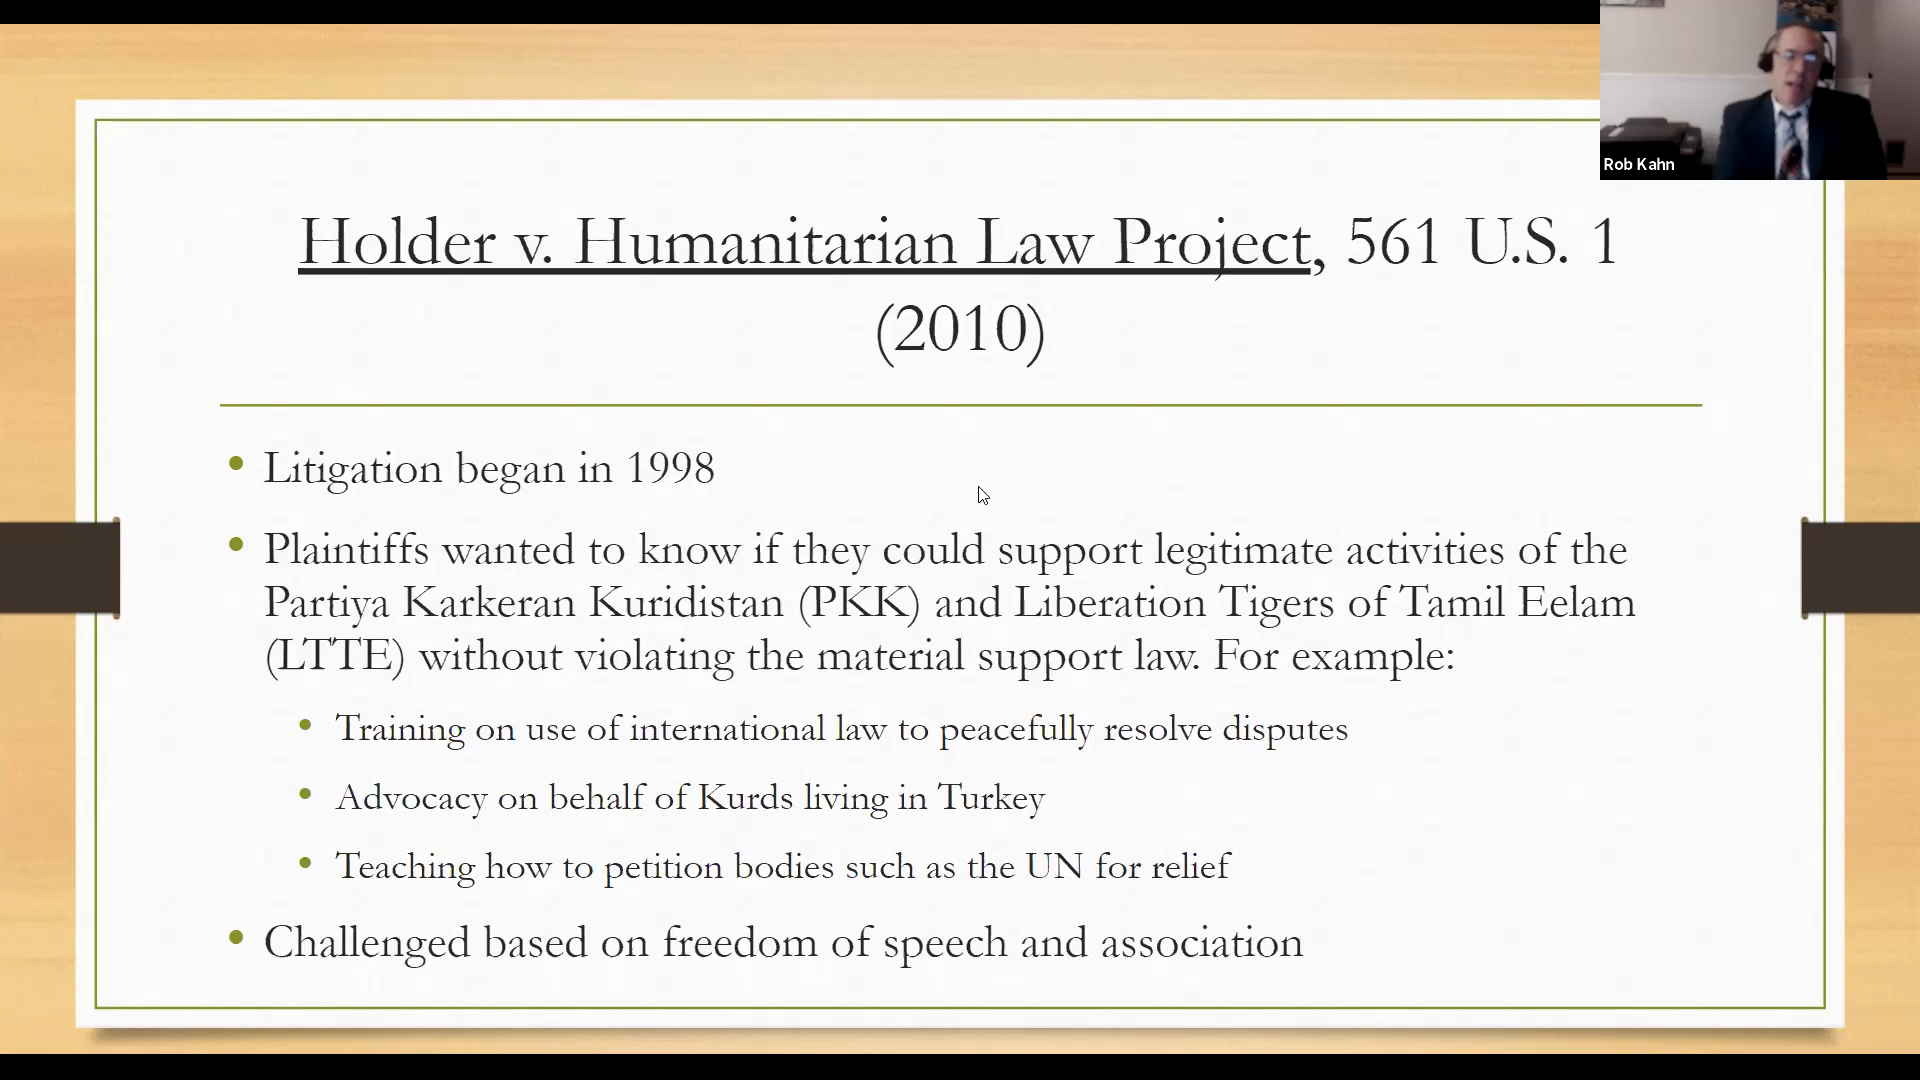 Rob Kahn
Holder v. Humanitarian Law Project, 561 U.S. 1
(2010)
• Litigation began in 1998
• Plaintiffs wanted to know if they could support legitimate activities of the
Partiya Karkeran Kuridistan (PKK) and Liberation Tigers of Tamil Eelam
(LTTE) without violating the material support law. For example:
• Training on use of international law to peacefully resolve disputes
• Advocacy on behalf of Kurds living in Turkey
• Teaching how to petition bodies such as the UN for relief
• Challenged based on freedom of speech and association